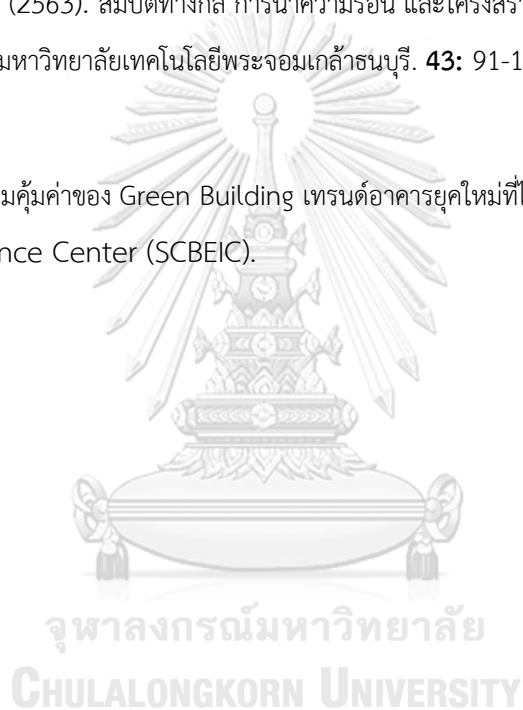 (2563). สมบัติทางกล การนำความร้อน และโครงสร้า
มหาวิทยาลัยเทคโนโลยีพระจอมเกล้าธนบุรี. 43: 91-1
มคุ้มค่าของ Green Building เทรนด์อาคารยุคใหม่ที่
nce Center (SCBEIC).
จุฬาลงกรณ์มหาวิทยาลัย
CHULALONGKORN UNIVERSITY